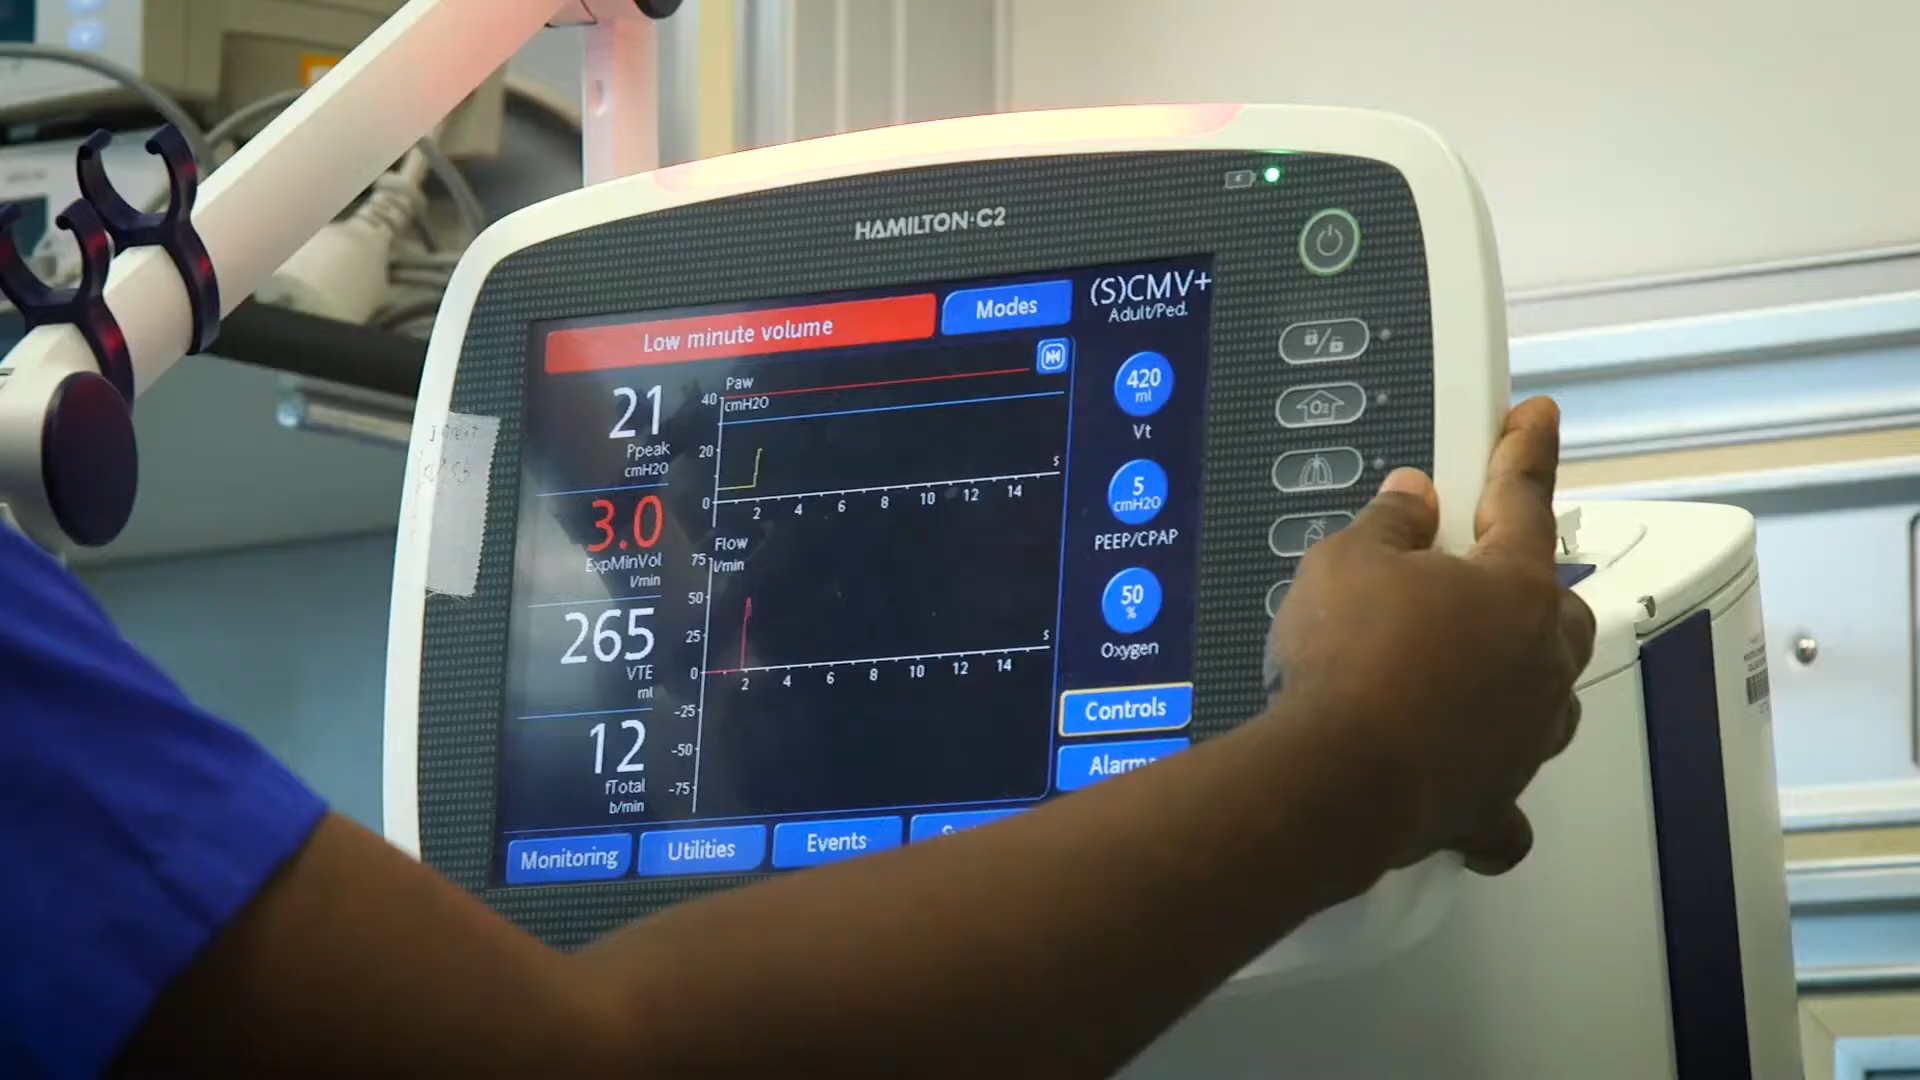 HAMILTON·C2
Low minute volume
Modes
(S)CMV+
Adult/Ped.
21
Ppeak
cmH2O
3.0
ExpMinVol
l/min
265
VTE
ml
12
fTotal
b/min
Paw
cmH2O
40
20
0
2 4 6 8 10 12 14
s
Flow
l/min
75
50
25
0
2 4 6 8 10 12 14
s
-25
-50
-75
420
ml
Vt
5
cmH2O
PEEP/CPAP
50
%
Oxygen
Controls
Alarms
Monitoring
Utilities
Events
O2